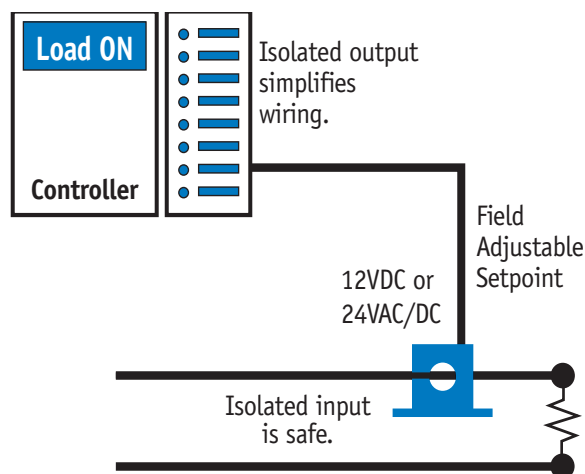 Load ON
Controller
Isolated output
simplifies
wiring.
Field
Adjustable
Setpoint
12VDC or
24VAC/DC
Isolated input
is safe.